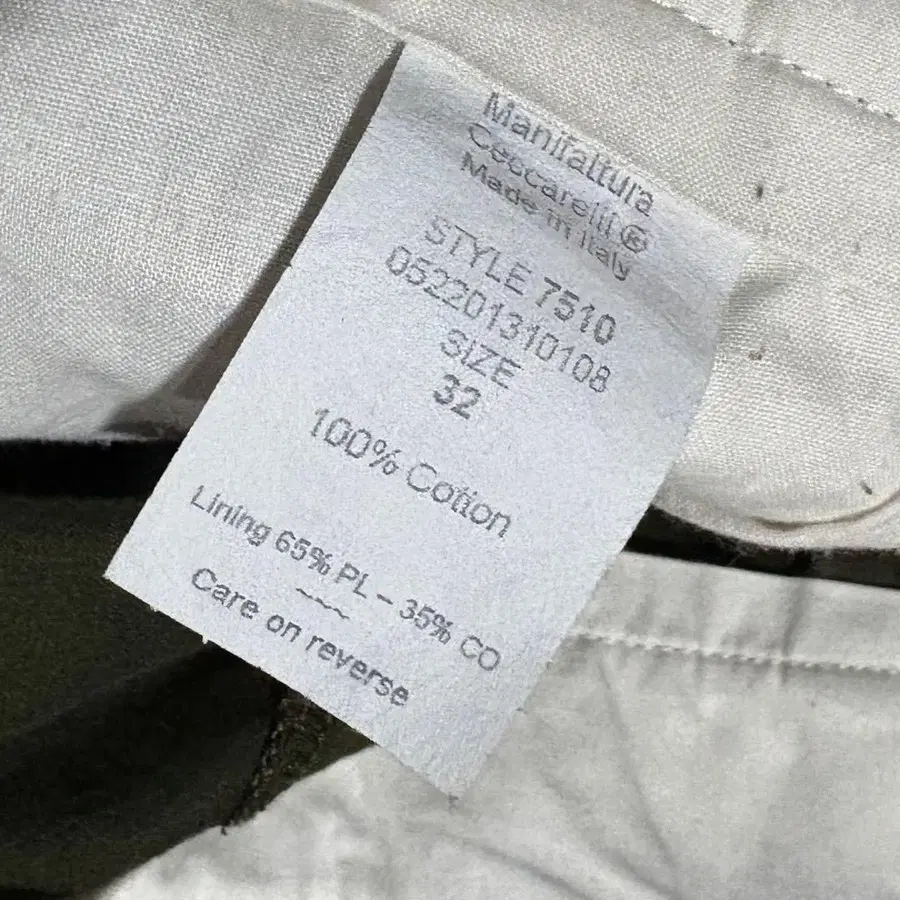 Manifattura
Ceccarelli®
Made in Italy
STYLE 7510
052201310108
SIZE
32
100% Cotton
Lining 65% PL - 35% CO
~~~~
Care on reverse